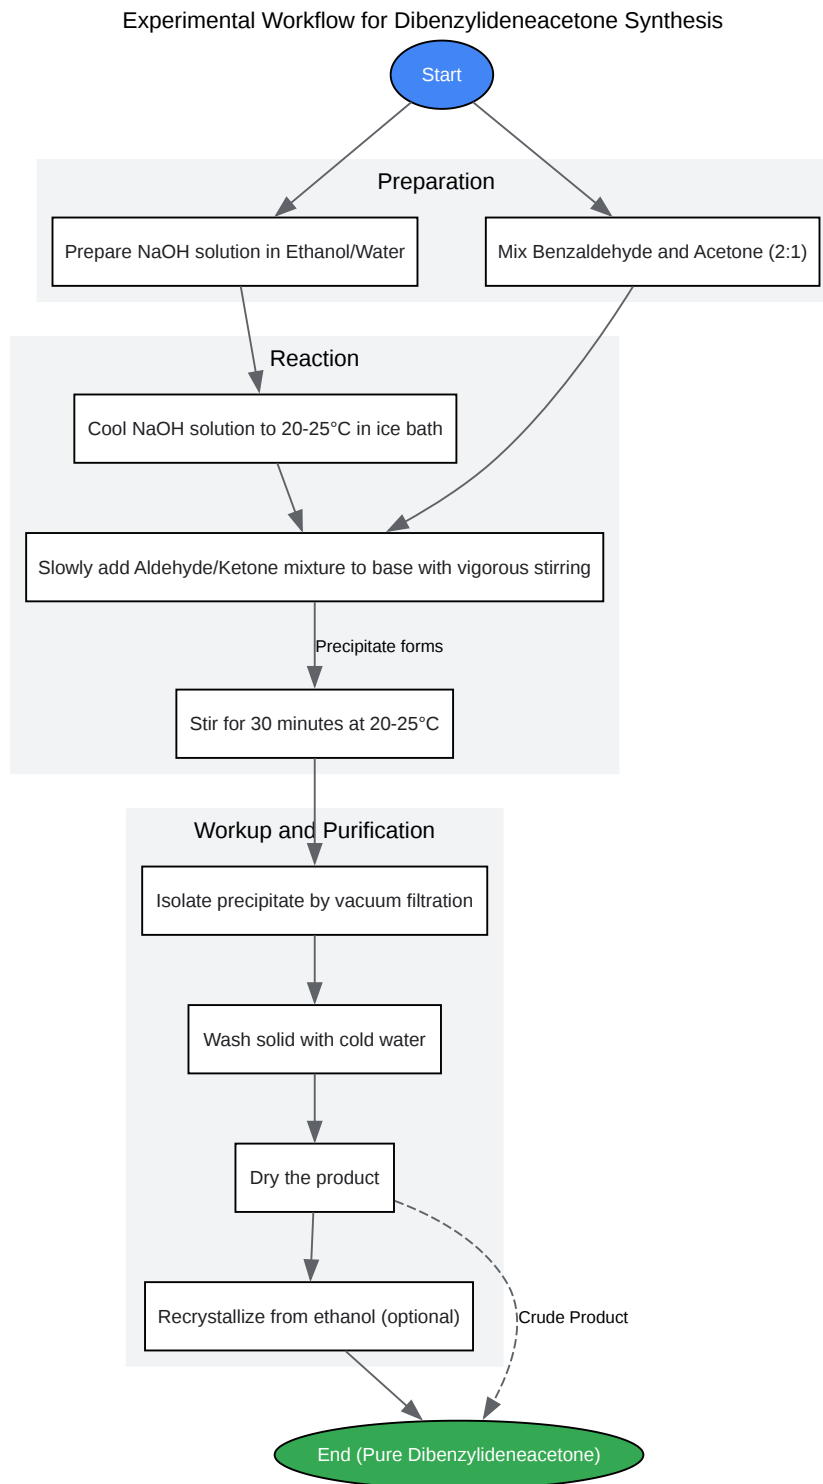 Experimental Workflow for Dibenzylideneacetone Synthesis
Start
Preparation
Prepare NaOH solution in Ethanol/Water
Mix Benzaldehyde and Acetone (2:1)
Reaction
Cool NaOH solution to 20-25°C in ice bath
Slowly add Aldehyde/Ketone mixture to base with vigorous stirring
Precipitate forms
Stir for 30 minutes at 20-25°C
Workup and Purification
Isolate precipitate by vacuum filtration
Wash solid with cold water
Dry the product
Recrystallize from ethanol (optional)
Crude Product
End (Pure Dibenzylideneacetone)